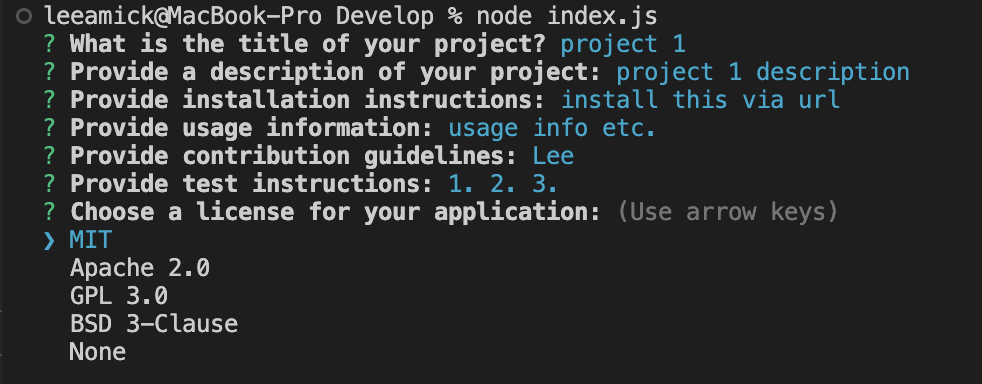 leeamick@MacBook-Pro Develop % node index.js
? What is the title of your project? project 1
? Provide a description of your project: project 1 description
? Provide installation instructions: install this via url
? Provide usage information: usage info etc.
? Provide contribution guidelines: Lee
? Provide test instructions: 1. 2. 3.
? Choose a license for your application: (Use arrow keys)
❯ MIT
Apache 2.0
GPL 3.0
BSD 3-Clause
None